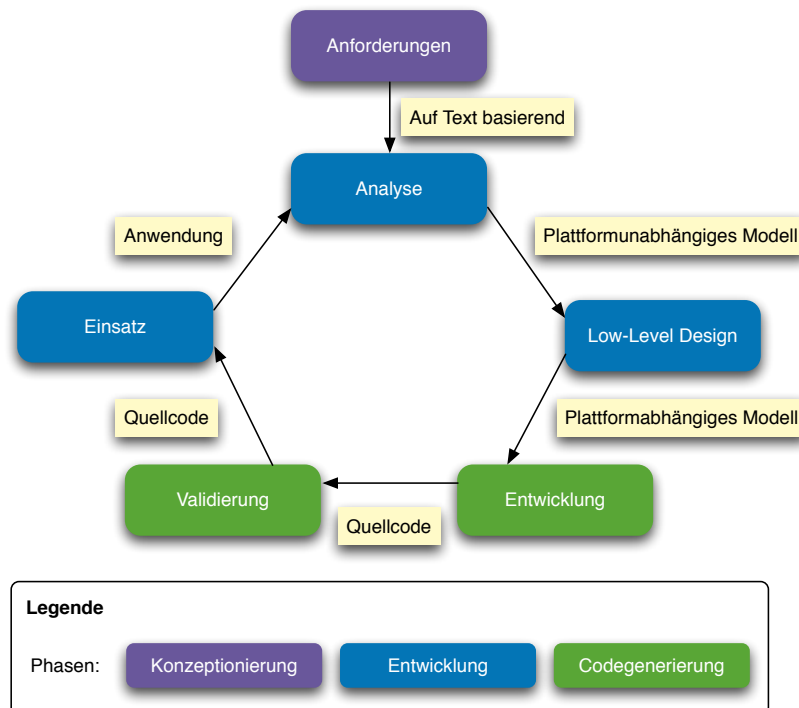 Anforderungen
Auf Text basierend
Analyse
Anwendung
Plattformunabhängiges Modell
Einsatz
Low-Level Design
Quellcode
Plattformabhängiges Modell
Validierung
Entwicklung
Quellcode
Legende
Phasen: Konzeptionierung Entwicklung Codegenerierung